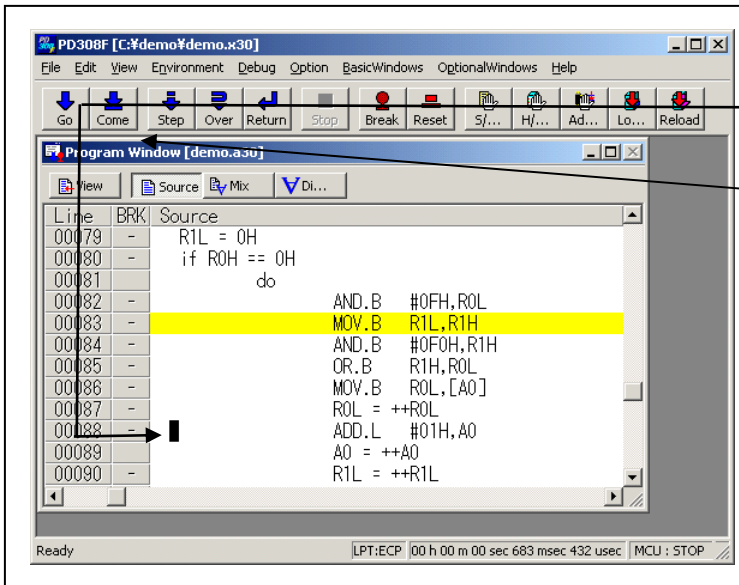 PD308F [C:¥demo¥demo.x30]
File Edit View Environment Debug Option BasicWindows OptionalWindows Help
Go Come Step Over Return Stop Break Reset S/... H/... Ad... Lo... Reload
Program Window [demo.a30]
View Source Mix Di...
Line BRK Source
00079 - R1L = 0H
00080 - if R0H == 0H
00081 do
00082 - AND.B #0FH,R0L
00083 - MOV.B R1L,R1H
00084 - AND.B #0F0H,R1H
00085 - OR.B R1H,R0L
00086 - MOV.B R0L,[A0]
00087 - R0L = ++R0L
00088 - ADD.L #01H,A0
00089 A0 = ++A0
00090 - R1L = ++R1L
Ready LPT:ECP 00 h 00 m 00 sec 683 msec 432 usec MCU : STOP